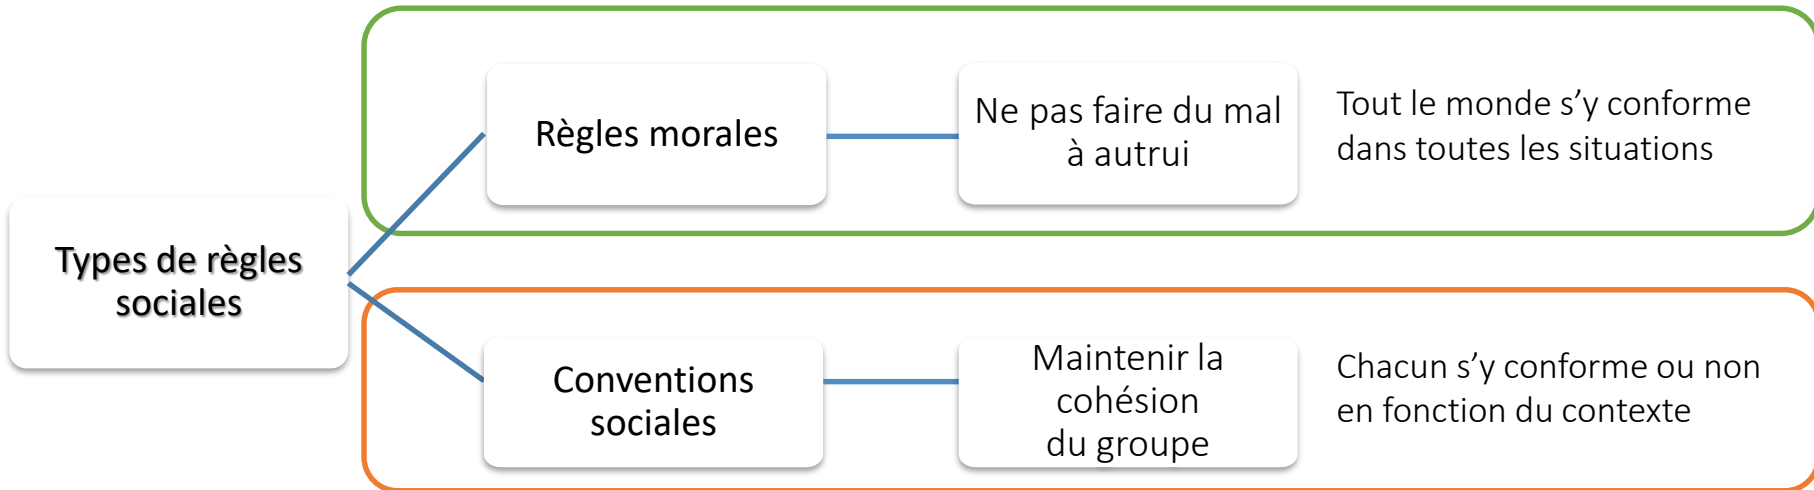 Types de règles
sociales
Règles morales
Ne pas faire du mal
à autrui
Tout le monde s’y conforme
dans toutes les situations
Conventions
sociales
Maintenir la
cohésion
du groupe
Chacun s’y conforme ou non
en fonction du contexte